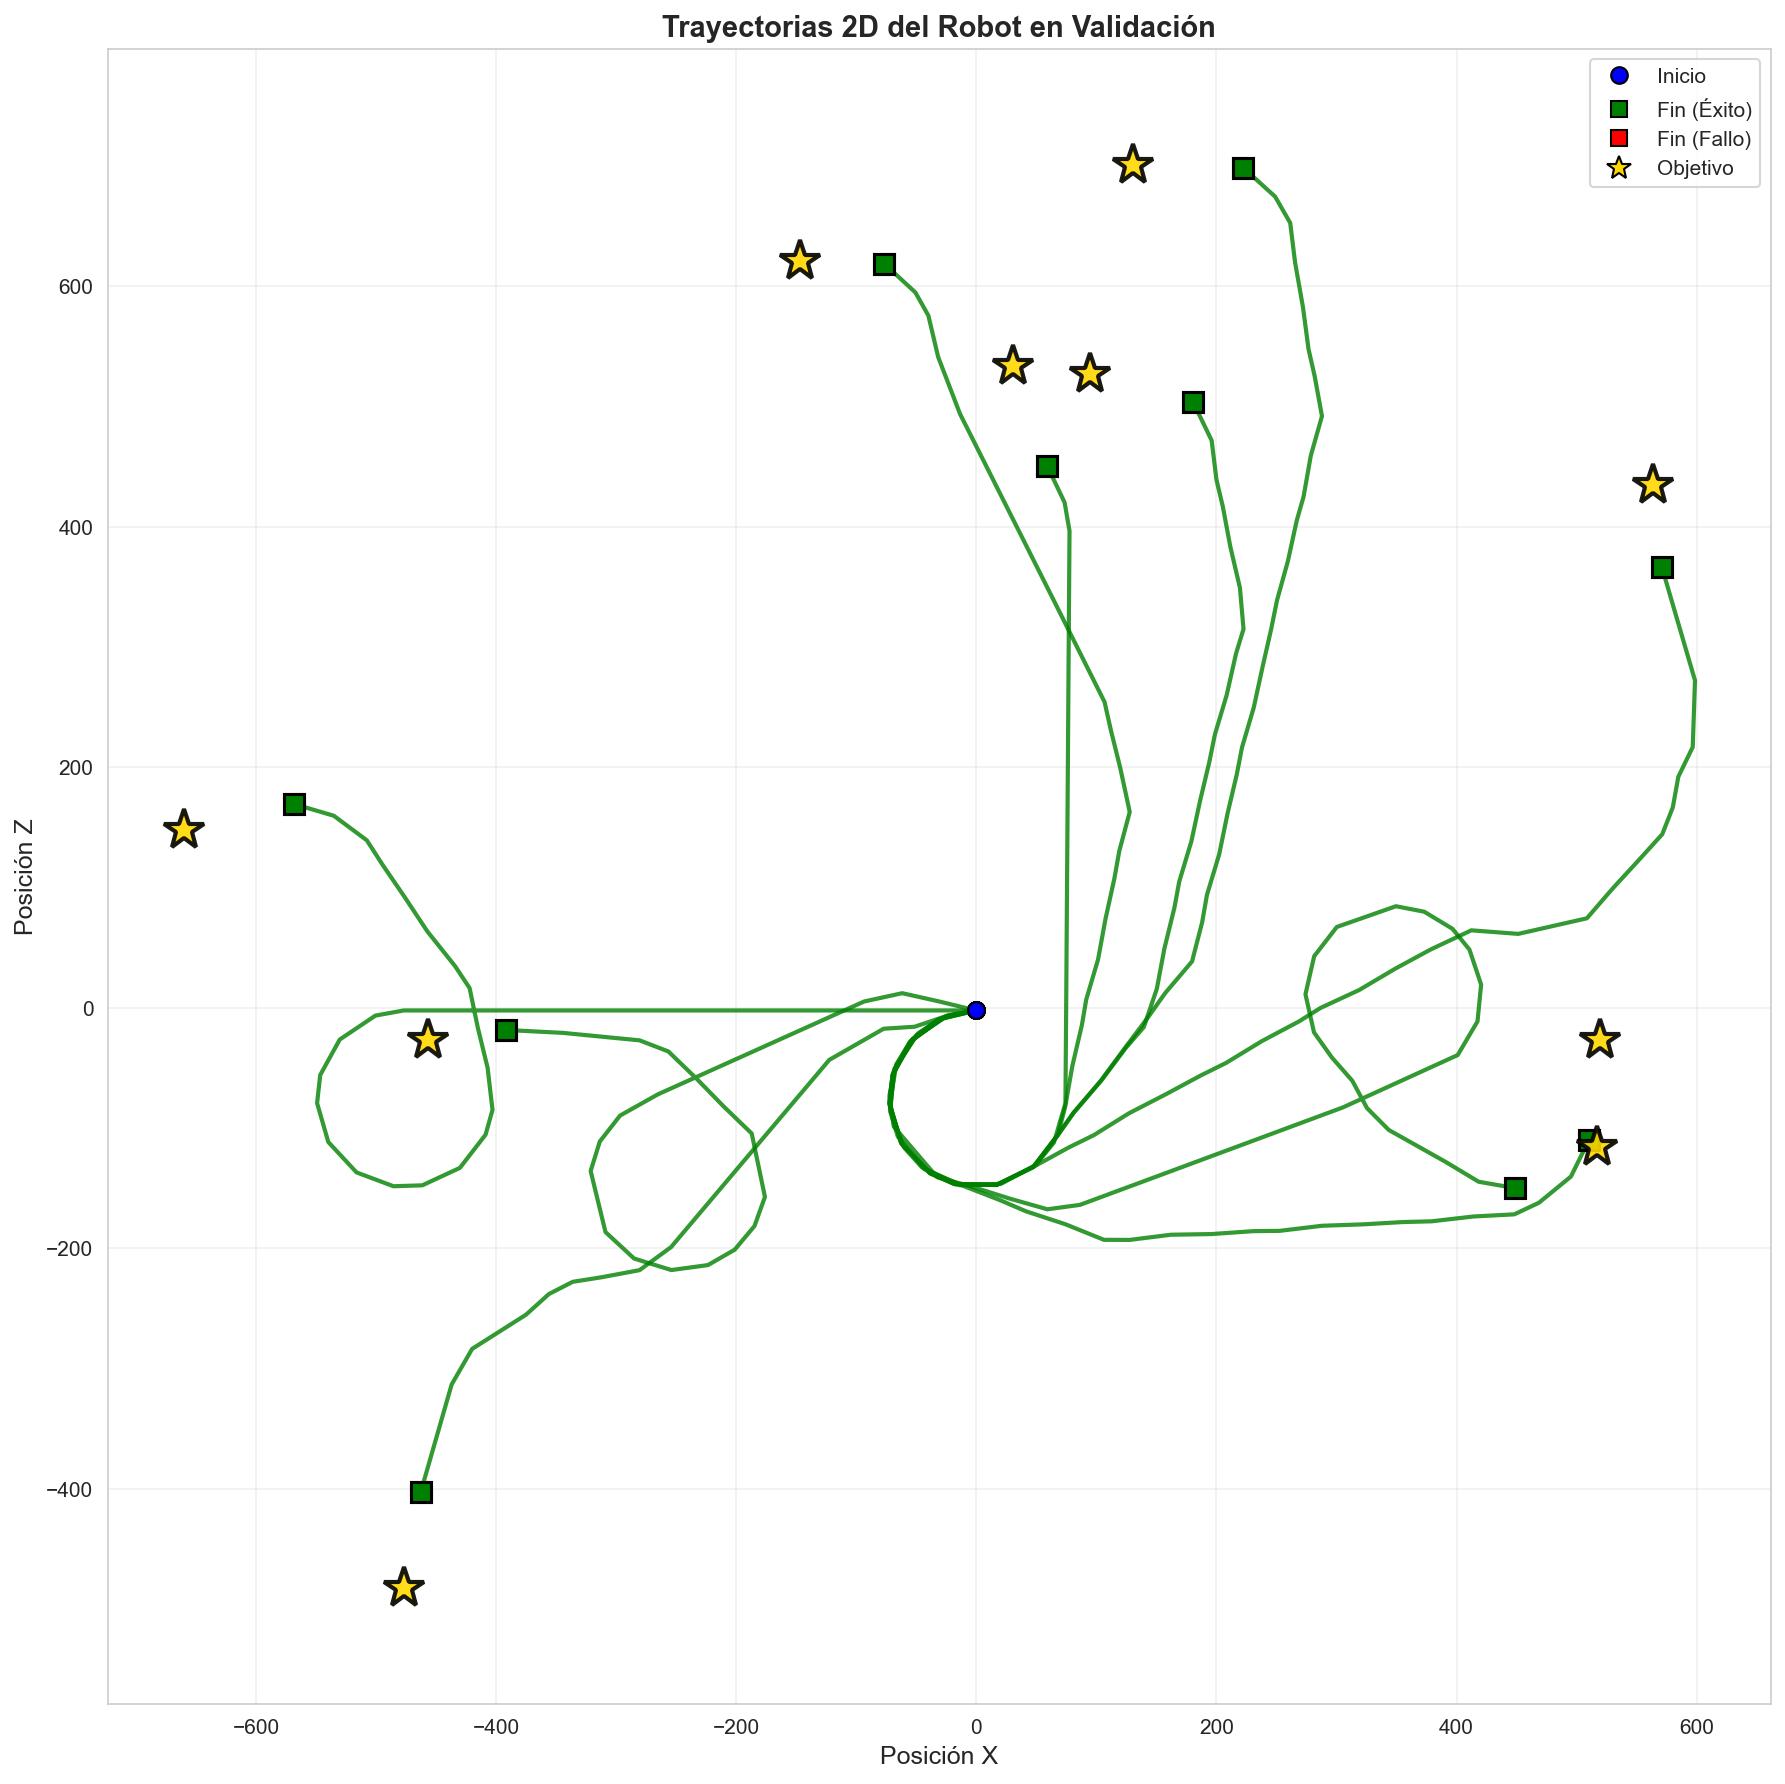 Trayectorias 2D del Robot en Validación
Inicio
Fin (Éxito)
Fin (Fallo)
Objetivo
Posición Z
600
400
200
0
−200
−400
−600
−400
−200
0
200
400
600
Posición X